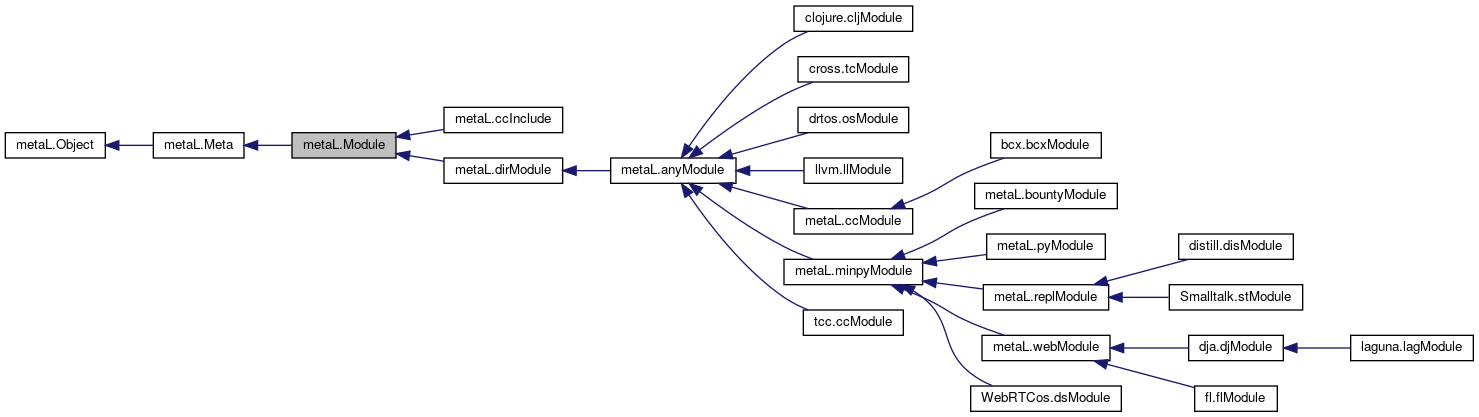 clojure.cljModule
cross.tcModule
metaL.ccInclude
drtos.osModule
metaL.Object
metaL.Meta
metaL.Module
bcx.bcxModule
metaL.dirModule
metaL.anyModule
llvm.llModule
metaL.bountyModule
metaL.ccModule
metaL.pyModule
distill.disModule
metaL.minpyModule
metaL.replModule
Smalltalk.stModule
tcc.ccModule
metaL.webModule
dja.djModule
laguna.lagModule
WebRTCos.dsModule
fl.flModule